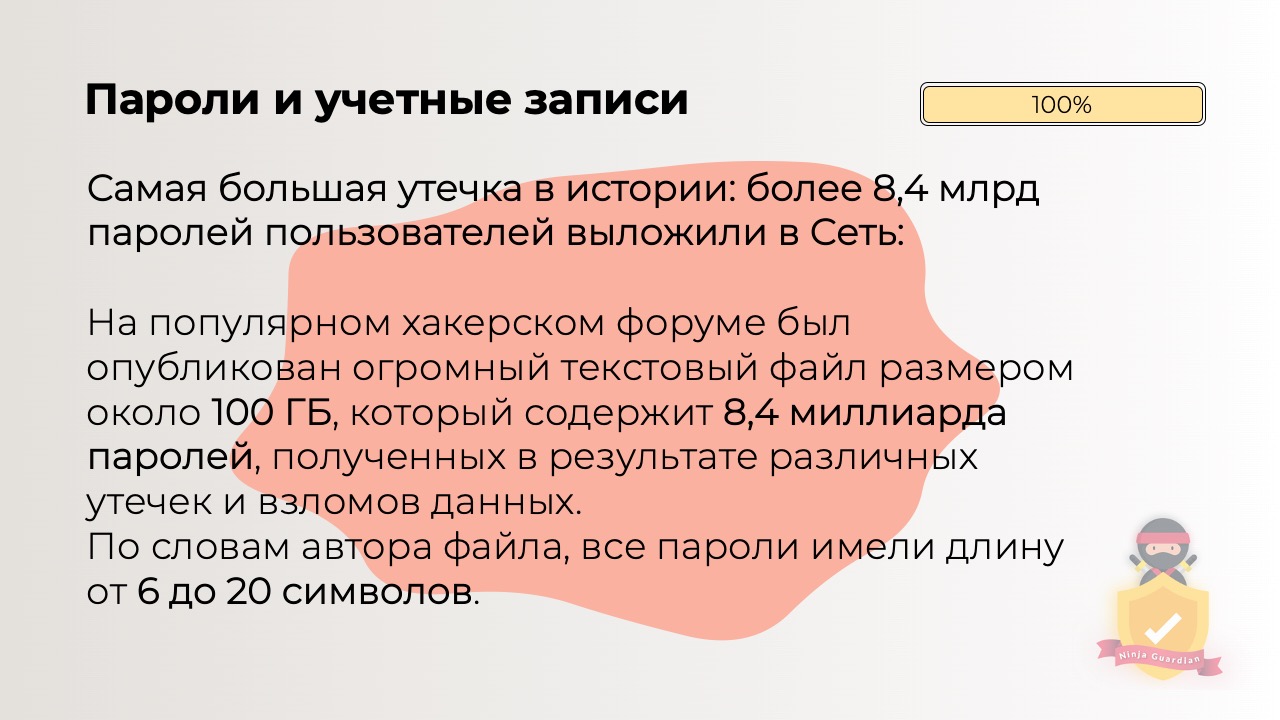 Пароли и учетные записи
100%
Самая большая утечка в истории: более 8,4 млрд
паролей пользователей выложили в Сеть:
На популярном хакерском форуме был
опубликован огромный текстовый файл размером
около 100 ГБ, который содержит 8,4 миллиарда
паролей, полученных в результате различных
утечек и взломов данных.
По словам автора файла, все пароли имели длину
от 6 до 20 символов.
Ninja Guardian